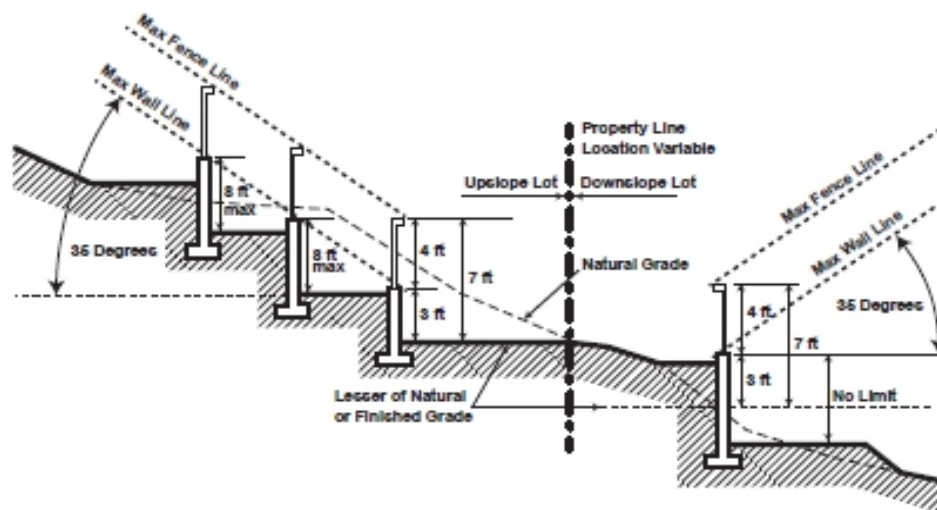 Max Fence Line
Max Wall Line
8 ft
max
35 Degrees
8 ft
max
4 ft
7 ft
3 ft
Property Line
Location Variable
Upslope Lot
Downslope Lot
Natural Grade
Lesser of Natural
or Finished Grade
Max Fence Line
Max Wall Line
35 Degrees
4 ft
7 ft
3 ft
No Limit